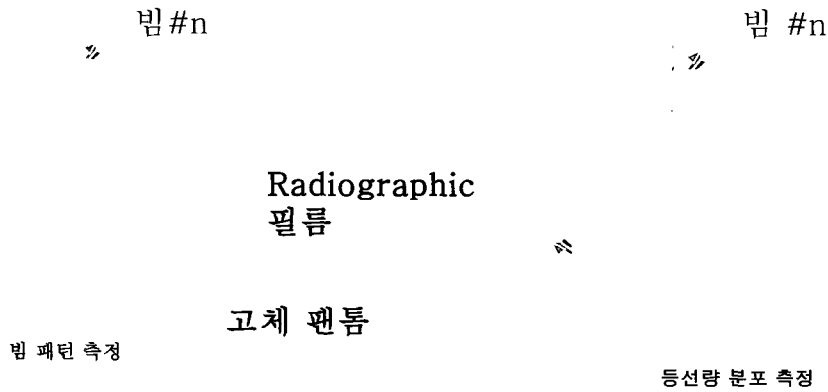 빔#n
빔 #n
Radiographic
필름
고체 팬톰
빔 패턴 측정
등선량 분포 측정